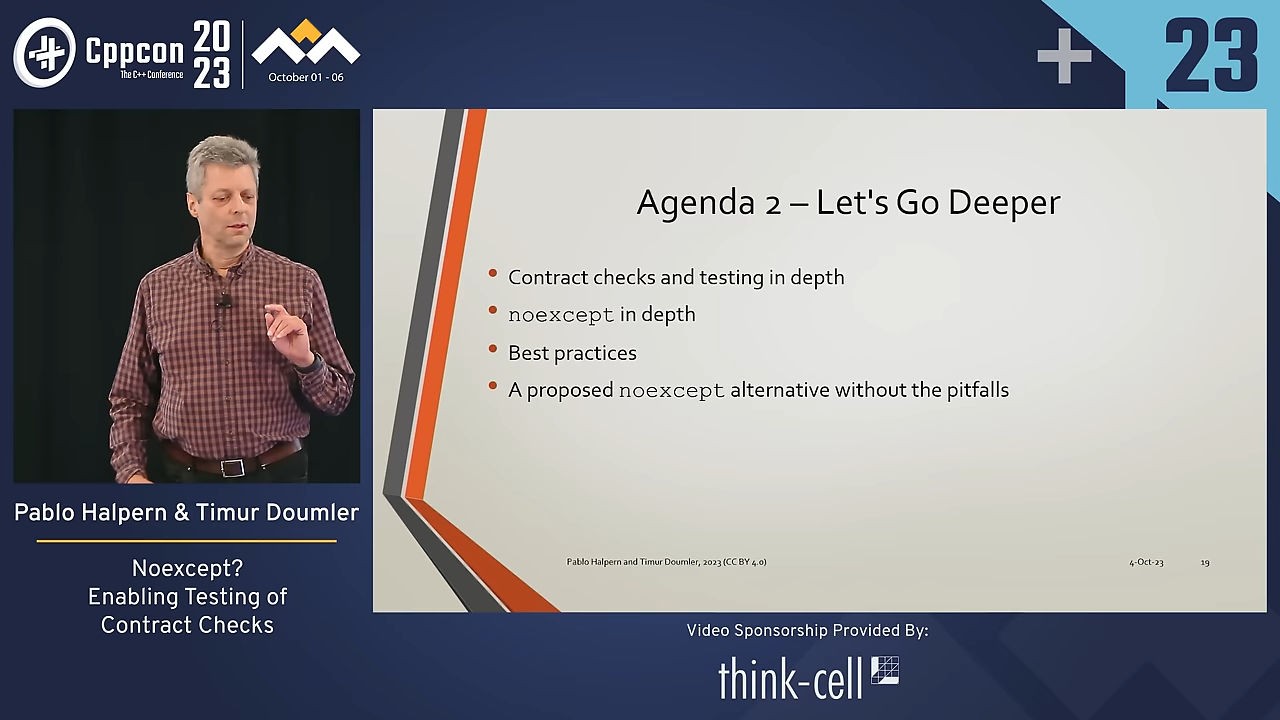 Cppcon
The C++ Conference
20
23
October 01 - 06
23
Agenda 2 – Let's Go Deeper
Contract checks and testing in depth
noexcept in depth
Best practices
A proposed noexcept alternative without the pitfalls
Pablo Halpern and Timur Doumler, 2023 (CC BY 4.0)
4-Oct-23
19
Pablo Halpern & Timur Doumler
Noexcept?
Enabling Testing of
Contract Checks
Video Sponsorship Provided By:
think-cell